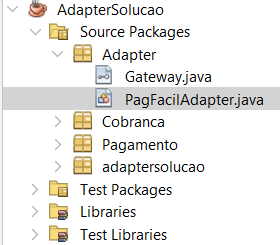 AdapterSolucao
Source Packages
Adapter
Gateway.java
PagFacilAdapter.java
Cobranca
Pagamento
adaptersolucao
Test Packages
Libraries
Test Libraries